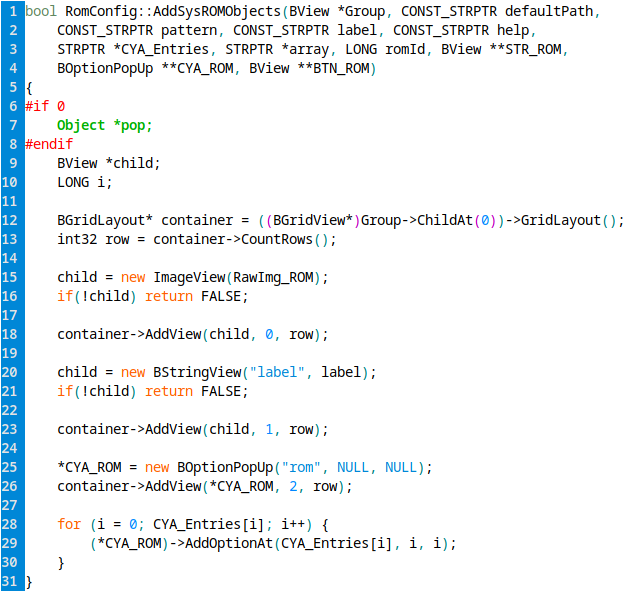 1 bool RomConfig::AddSysROMObjects(BView *Group, CONST_STRPTR defaultPath,
2     CONST_STRPTR pattern, CONST_STRPTR label, CONST_STRPTR help,
3     STRPTR *CYA_Entries, STRPTR *array, LONG romId, BView **STR_ROM,
4     BOptionPopUp **CYA_ROM, BView **BTN_ROM)
5 {
6 #if 0
7     Object *pop;
8 #endif
9     BView *child;
10     LONG i;
11
12     BGridLayout* container = ((BGridView*)Group->ChildAt(0))->GridLayout();
13     int32 row = container->CountRows();
14
15     child = new ImageView(RawImg_ROM);
16     if(!child) return FALSE;
17
18     container->AddView(child, 0, row);
19
20     child = new BStringView("label", label);
21     if(!child) return FALSE;
22
23     container->AddView(child, 1, row);
24
25     *CYA_ROM = new BOptionPopUp("rom", NULL, NULL);
26     container->AddView(*CYA_ROM, 2, row);
27
28     for (i = 0; CYA_Entries[i]; i++) {
29         (*CYA_ROM)->AddOptionAt(CYA_Entries[i], i, i);
30     }
31 }